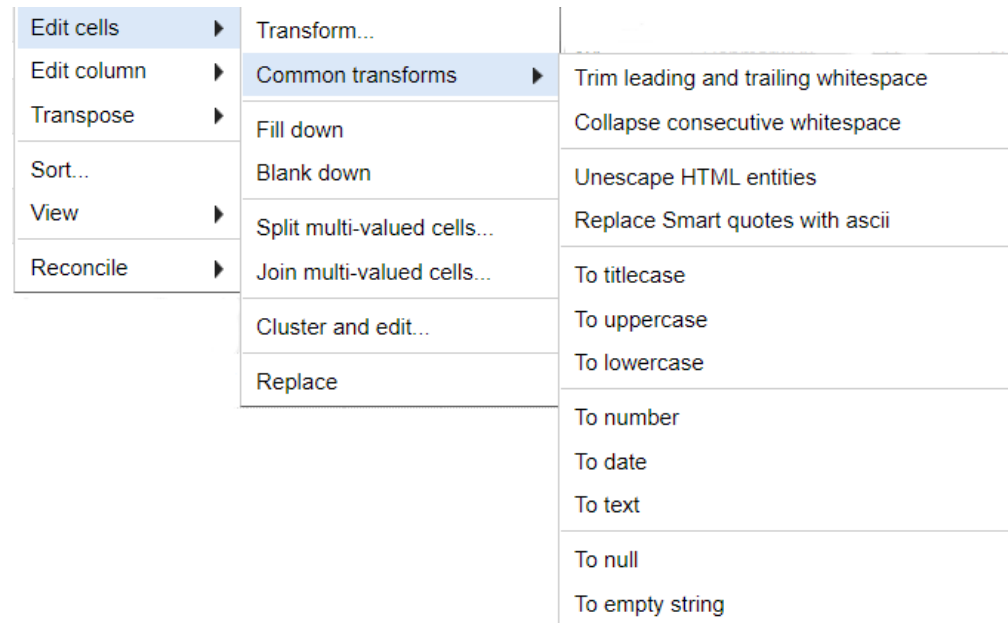 Edit cells
Edit column
Transpose
Sort...
View
Reconcile
Transform...
Common transforms
Fill down
Blank down
Split multi-valued cells...
Join multi-valued cells...
Cluster and edit...
Replace
Trim leading and trailing whitespace
Collapse consecutive whitespace
Unescape HTML entities
Replace Smart quotes with ascii
To titlecase
To uppercase
To lowercase
To number
To date
To text
To null
To empty string